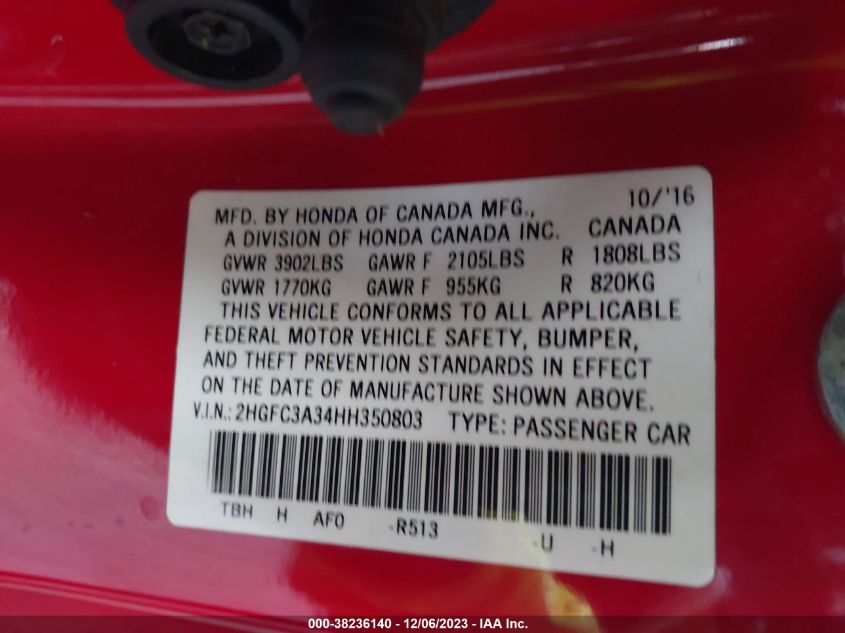 MFD. BY HONDA OF CANADA MFG., 10/'16
A DIVISION OF HONDA CANADA INC. CANADA
GVWR 3902LBS GAWR F 2105LBS R 1808LBS
GVWR 1770KG GAWR F 955KG R 820KG
THIS VEHICLE CONFORMS TO ALL APPLICABLE
FEDERAL MOTOR VEHICLE SAFETY, BUMPER,
AND THEFT PREVENTION STANDARDS IN EFFECT
ON THE DATE OF MANUFACTURE SHOWN ABOVE.
V.I.N.: 2HGFC3A34HH350803 TYPE: PASSENGER CAR
TBH H AF0 -R513 -U -H
000-38236140 - 12/06/2023 - IAA Inc.